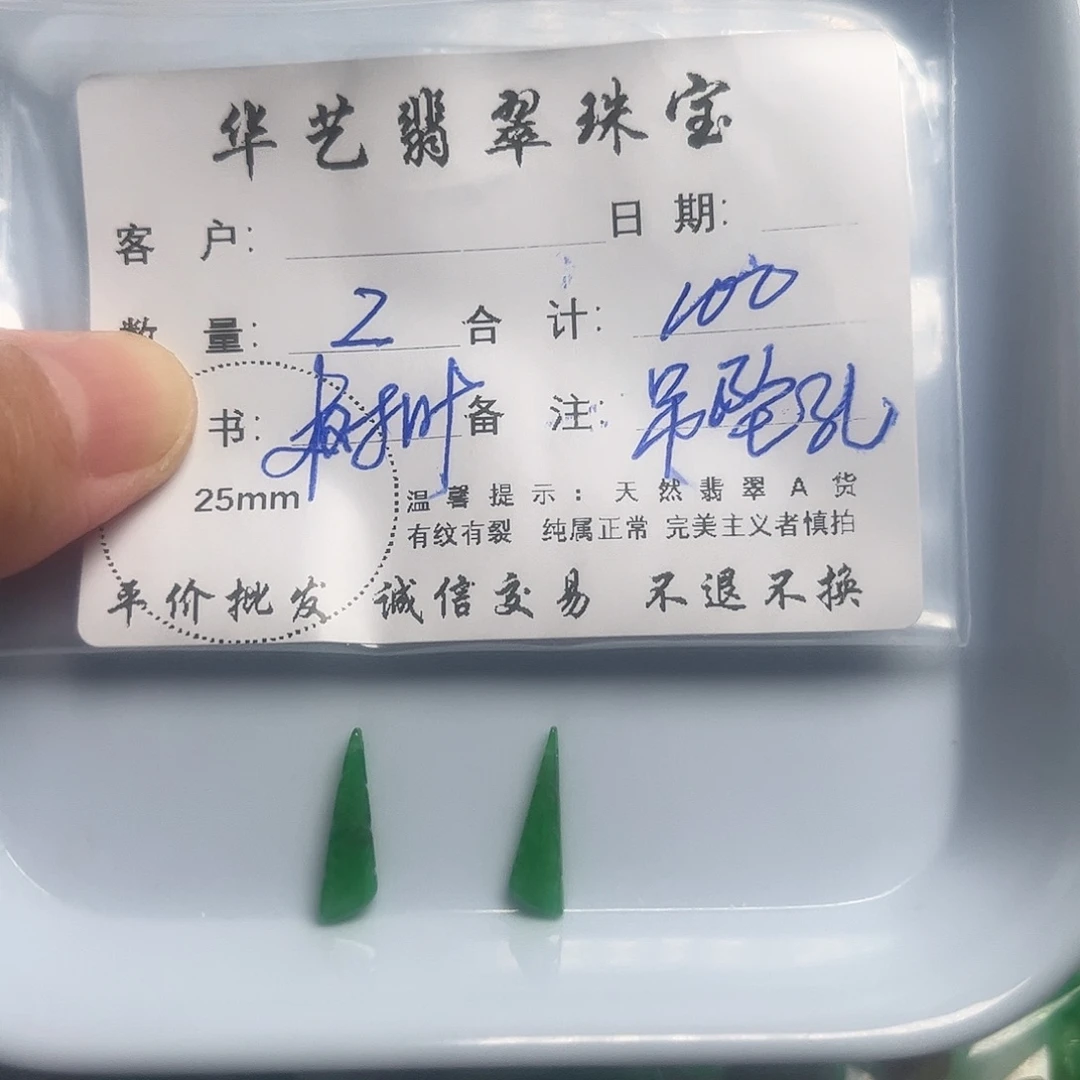 华艺翡翠珠宝
客 户: 日 期:
量: 2 合 计: 100
书: 备 注: 吊坠孔
25mm
温馨提示: 天然翡翠A货
有纹有裂 纯属正常 完美主义者慎拍
平价批发 诚信交易 不退不换